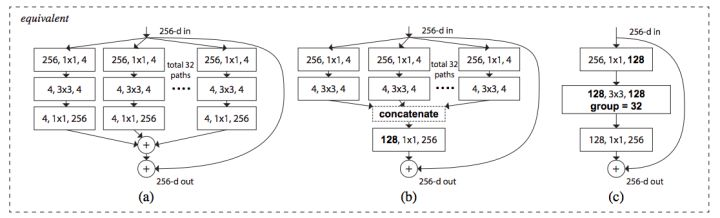 equivalent
256-d in
256, 1x1, 4
256, 1x1, 4
256, 1x1, 4
total 32
paths
4, 3x3, 4
4, 3x3, 4
4, 3x3, 4
4, 1x1, 256
4, 1x1, 256
4, 1x1, 256
+
+
256-d out
(a)
256-d in
256, 1x1, 4
256, 1x1, 4
256, 1x1, 4
total 32
paths
4, 3x3, 4
4, 3x3, 4
4, 3x3, 4
concatenate
128, 1x1, 256
+
256-d out
(b)
256-d in
256, 1x1, 128
128, 3x3, 128
group = 32
128, 1x1, 256
+
256-d out
(c)